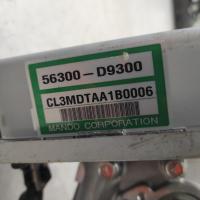 56300-D9300
CL3MDTAA1B0006
MANDO CORPORATION